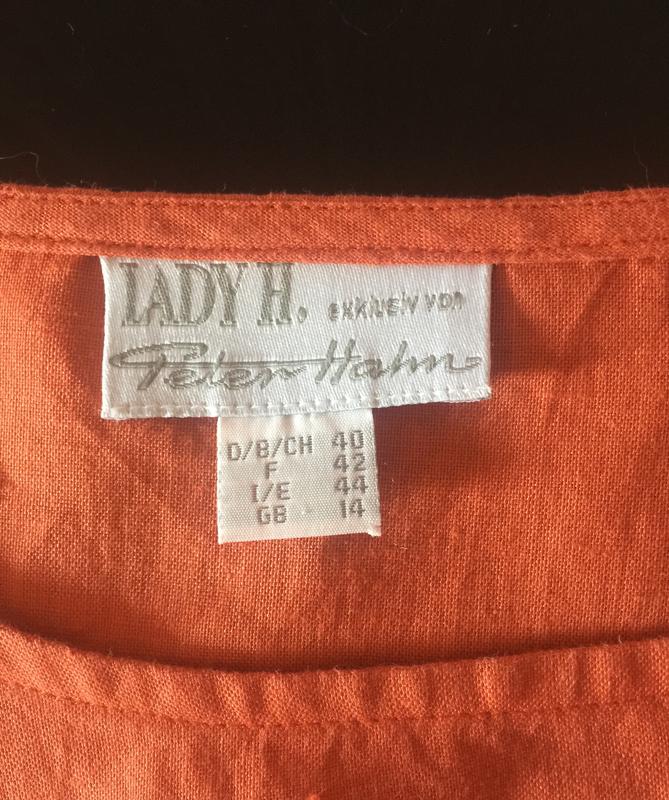 LADY H. exklusiv von
Peter Hahn
D/B/CH 40
F 42
I/E 44
GB 14